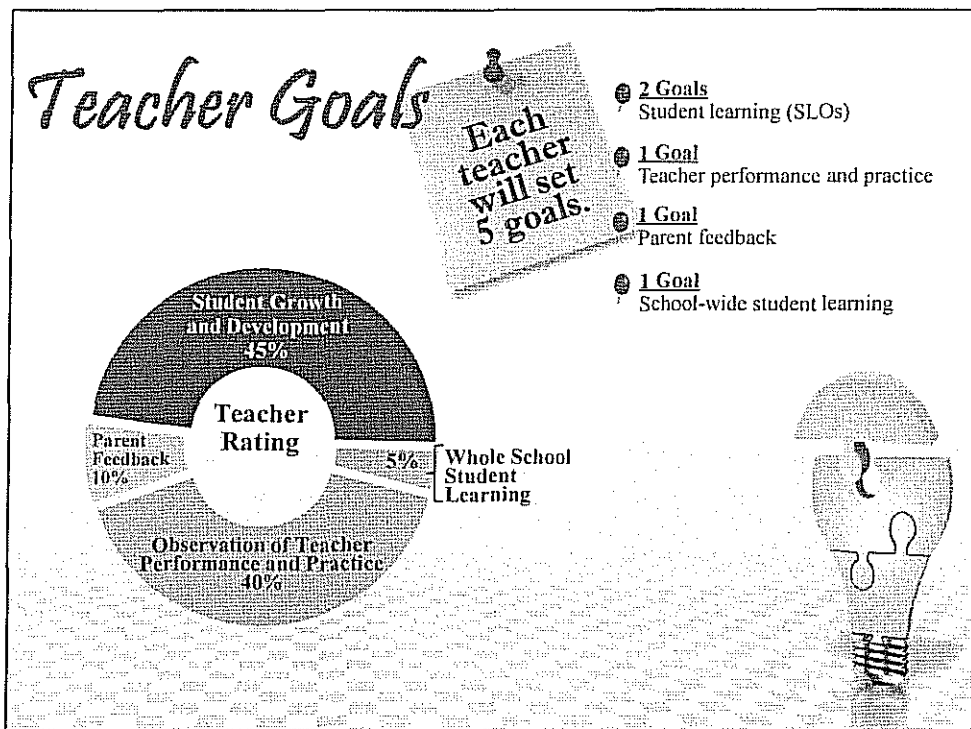 Teacher Goals
Each
teacher
will set
5 goals.
2 Goals
Student learning (SLOs)
1 Goal
Teacher performance and practice
1 Goal
Parent feedback
1 Goal
School-wide student learning
Student Growth
and Development
45%
Teacher
Rating
Parent
Feedback
10%
5%
Whole School
Student
Learning
Observation of Teacher
Performance and Practice
40%